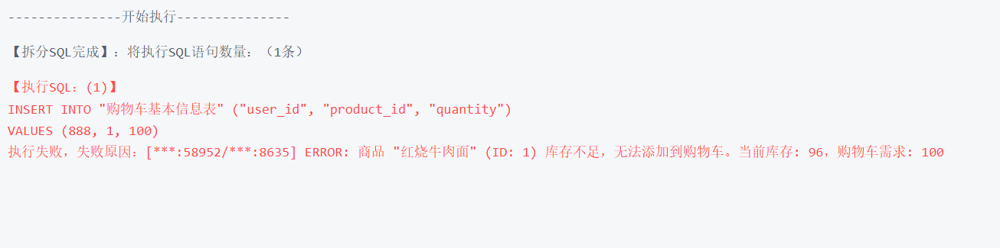 ---------------开始执行---------------
【拆分SQL完成】：将执行SQL语句数量：（1条）
【执行SQL：(1)】
INSERT INTO "购物车基本信息表" ("user_id", "product_id", "quantity")
VALUES (888, 1, 100)
执行失败，失败原因：[***:58952/***:8635] ERROR: 商品 "红烧牛肉面" (ID: 1) 库存不足，无法添加到购物车。当前库存: 96，购物车需求: 100